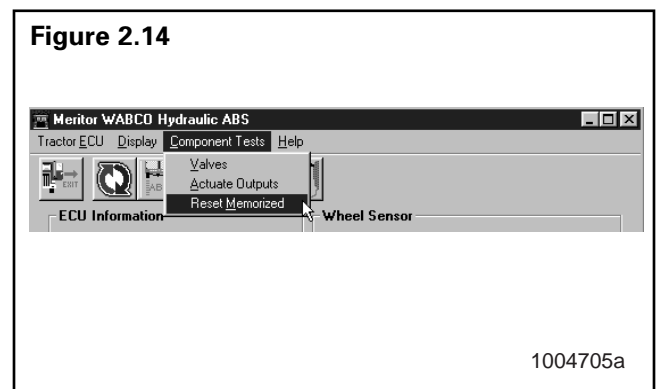 Figure 2.14
Meritor WABCO Hydraulic ABS
Tractor ECU Display Component Tests Help
EXIT
AB
Valves
Actuate Outputs
Reset Memorized
ECU Information
Wheel Sensor
1004705a